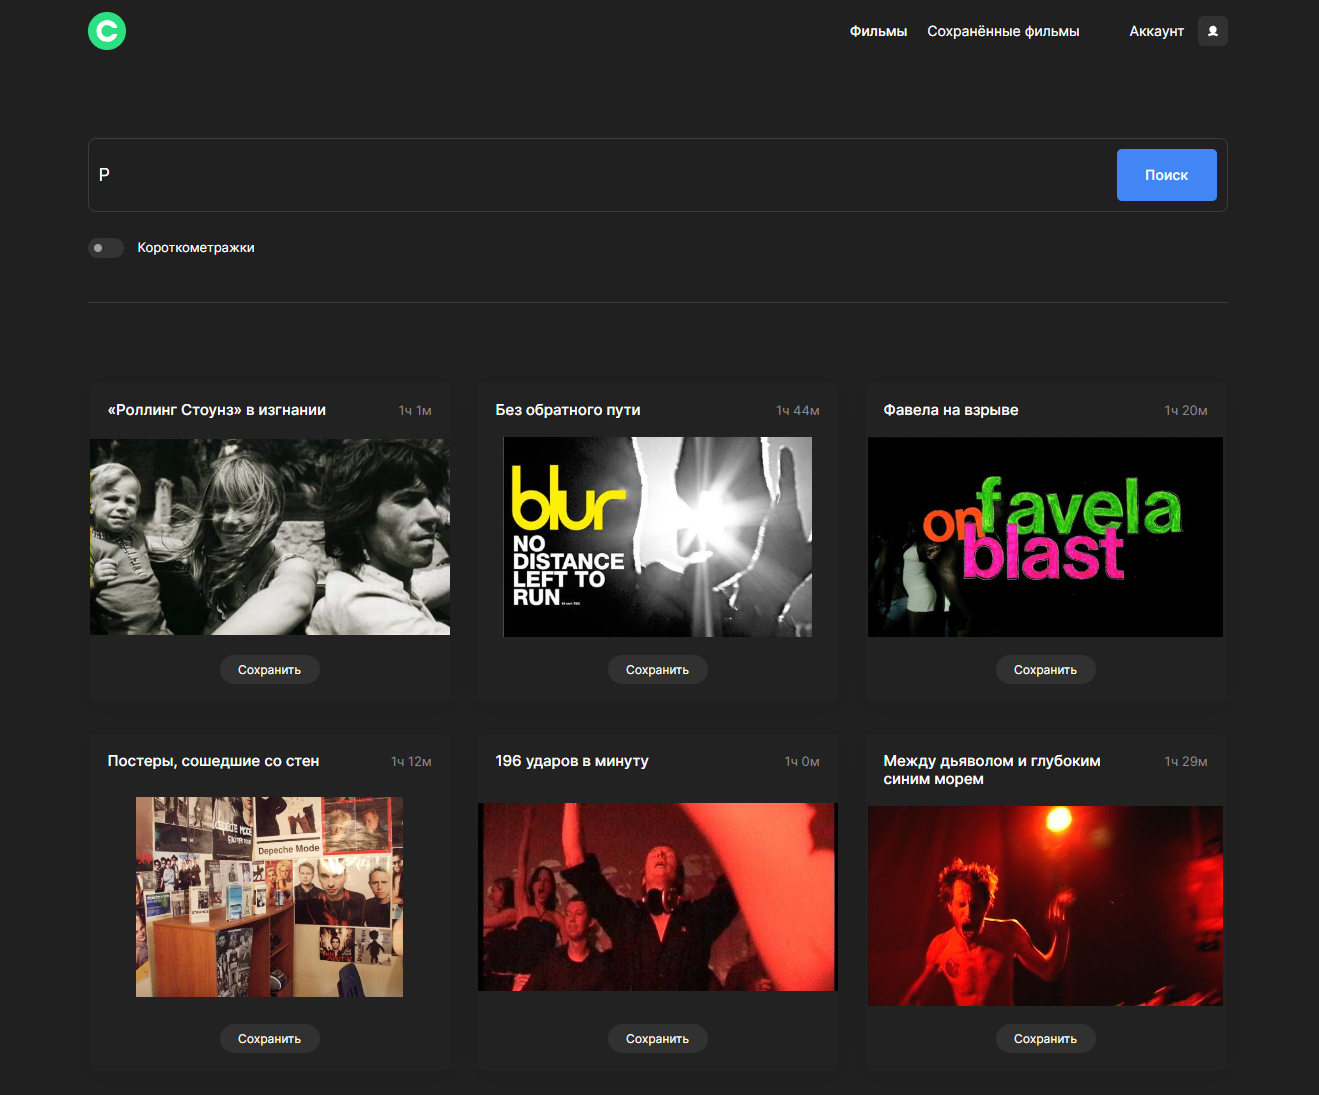 C
Фильмы Сохранённые фильмы Аккаунт
Р
Поиск
Короткометражки
«Роллинг Стоунз» в изгнании 1ч 1м
Без обратного пути 1ч 44м
Фавела на взрыве 1ч 20м
blur
NO
DISTANCE
LEFT TO
RUN
favela
on
blast
Сохранить
Сохранить
Сохранить
Постеры, сошедшие со стен 1ч 12м
196 ударов в минуту 1ч 0м
Между дьяволом и глубоким
синим морем
1ч 29м
DEPECHE MODE
Depeche Mode
Сохранить
Сохранить
Сохранить